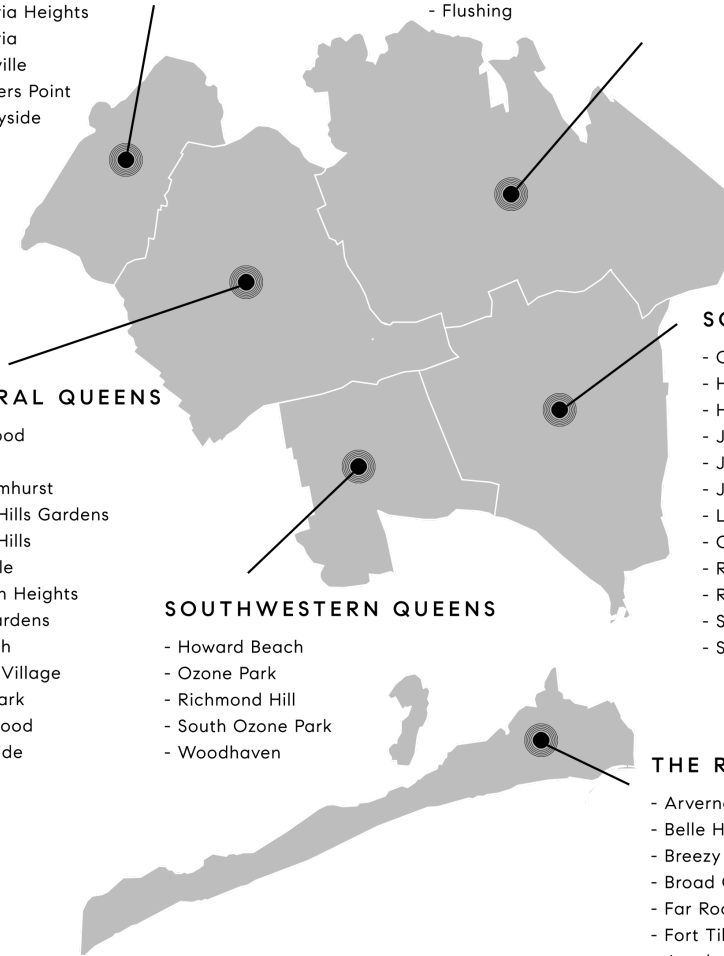 ia Heights
ia
ville
ers Point
yside
- Flushing
RAL QUEENS
ood
mhurst
Hills Gardens
Hills
le
n Heights
ardens
h
Village
ark
ood
de
SOUTHWESTERN QUEENS
- Howard Beach
- Ozone Park
- Richmond Hill
- South Ozone Park
- Woodhaven
SO
- C
- H
- H
- J
- J
- J
- L
- R
- R
- S
- S
THE R
- Arverne
- Belle H
- Breezy
- Broad
- Far Roc
- Fort Til